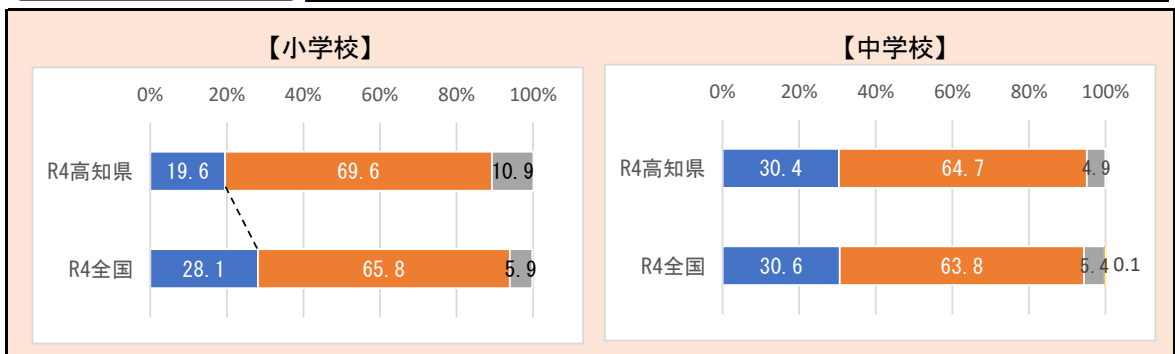 【小学校】
0% 20% 40% 60% 80% 100%
R4高知県 19.6 69.6 10.9
R4全国 28.1 65.8 5.9
【中学校】
0% 20% 40% 60% 80% 100%
R4高知県 30.4 64.7 4.9
R4全国 30.6 63.8 5.4 0.1